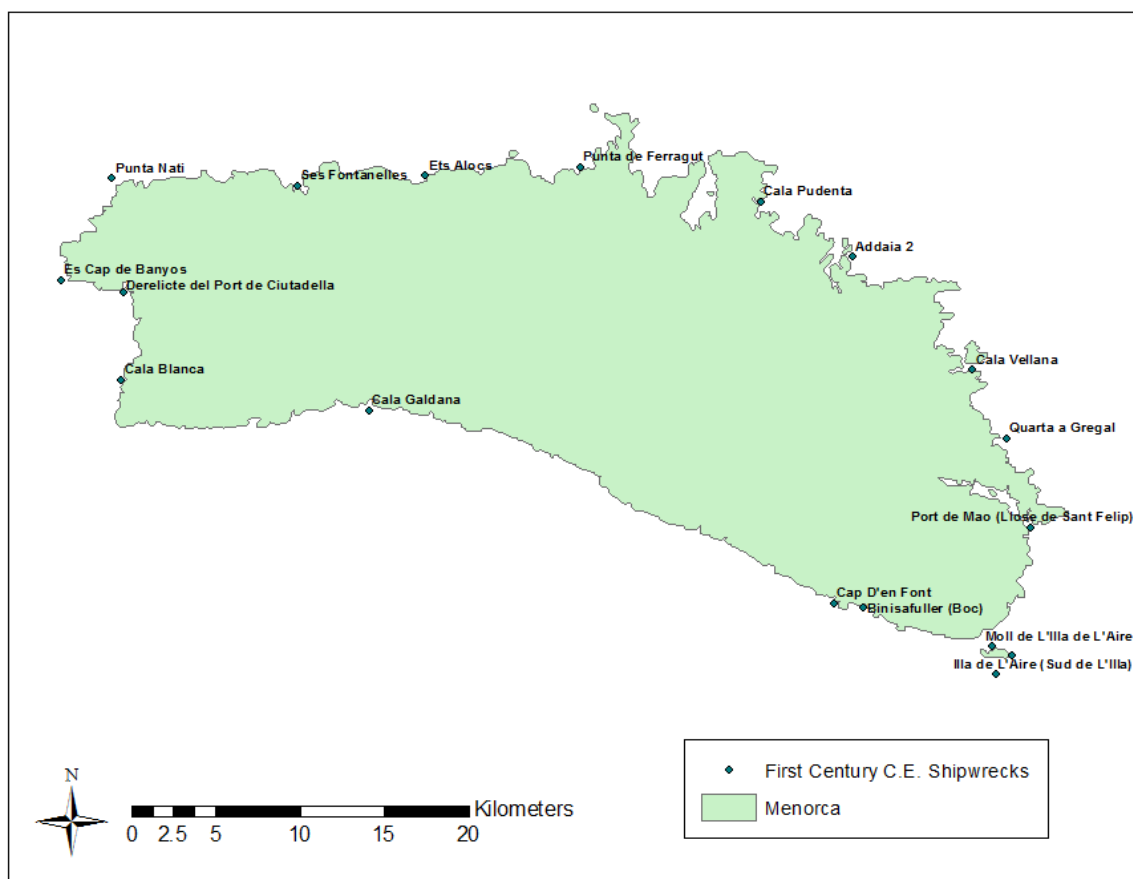 Punta Nati
Ses Fontanelles
Ets Alocs
Punta de Ferragut
Cala Pudenta
Addaia 2
Es Cap de Banyos
Derelicte del Port de Ciutadella
Cala Blanca
Cala Galdana
Cala Vellana
Quarta a Gregal
Port de Mao (Llose de Sant Felip)
Cap D'en Font
Binisafuller (Boc)
Moll de L'Illa de L'Aire
Illa de L'Aire (Sud de L'Illa)
First Century C.E. Shipwrecks
Menorca
N
Kilometers
0 2.5 5 10 15 20